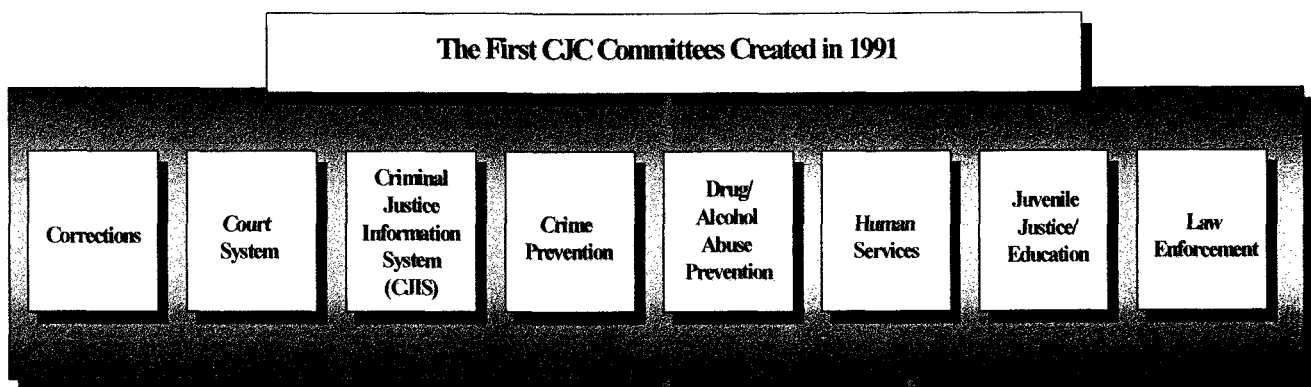 The First CJC Committees Created in 1991
Corrections
Court
System
Criminal
Justice
Information
System
(CJIS)
Crime
Prevention
Drug/
Alcohol
Abuse
Prevention
Human
Services
Juvenile
Justice/
Education
Law
Enforcement